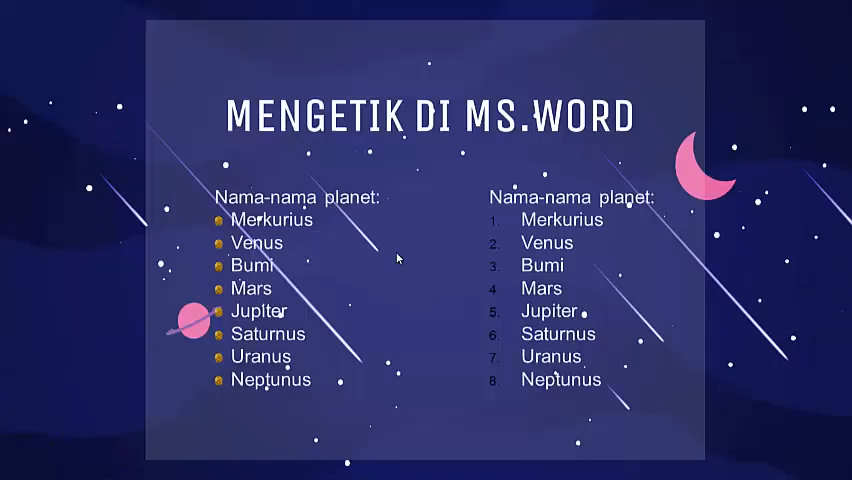 MENGETIK DI MS.WORD
Nama-nama planet:
Merkurius
Venus
Bumi
Mars
Jupiter
Saturnus
Uranus
Neptunus
Nama-nama planet:
1. Merkurius
2. Venus
3. Bumi
4. Mars
5. Jupiter
6. Saturnus
7. Uranus
8. Neptunus